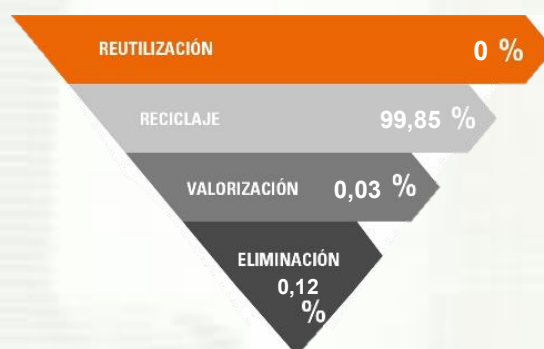 REUTILIZACIÓN 0 %
RECICLAJE 99,85 %
VALORIZACIÓN 0,03 %
ELIMINACIÓN
0,12
%